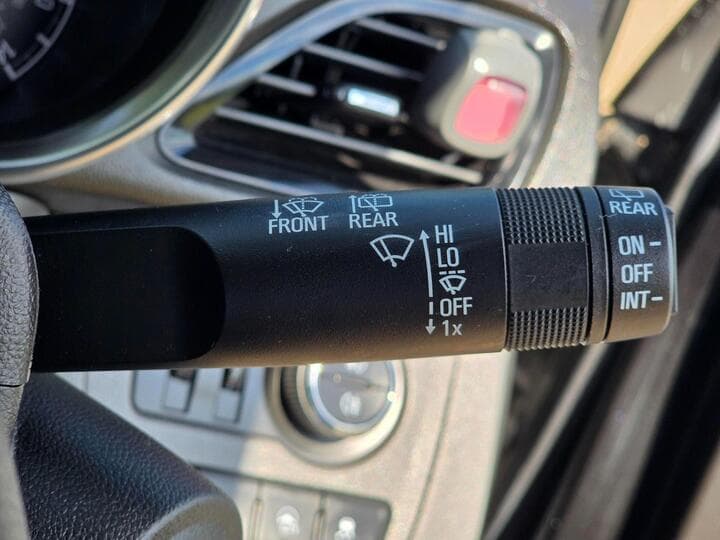 FRONT
REAR
HI
LO
OFF
1x
REAR
ON
OFF
INT